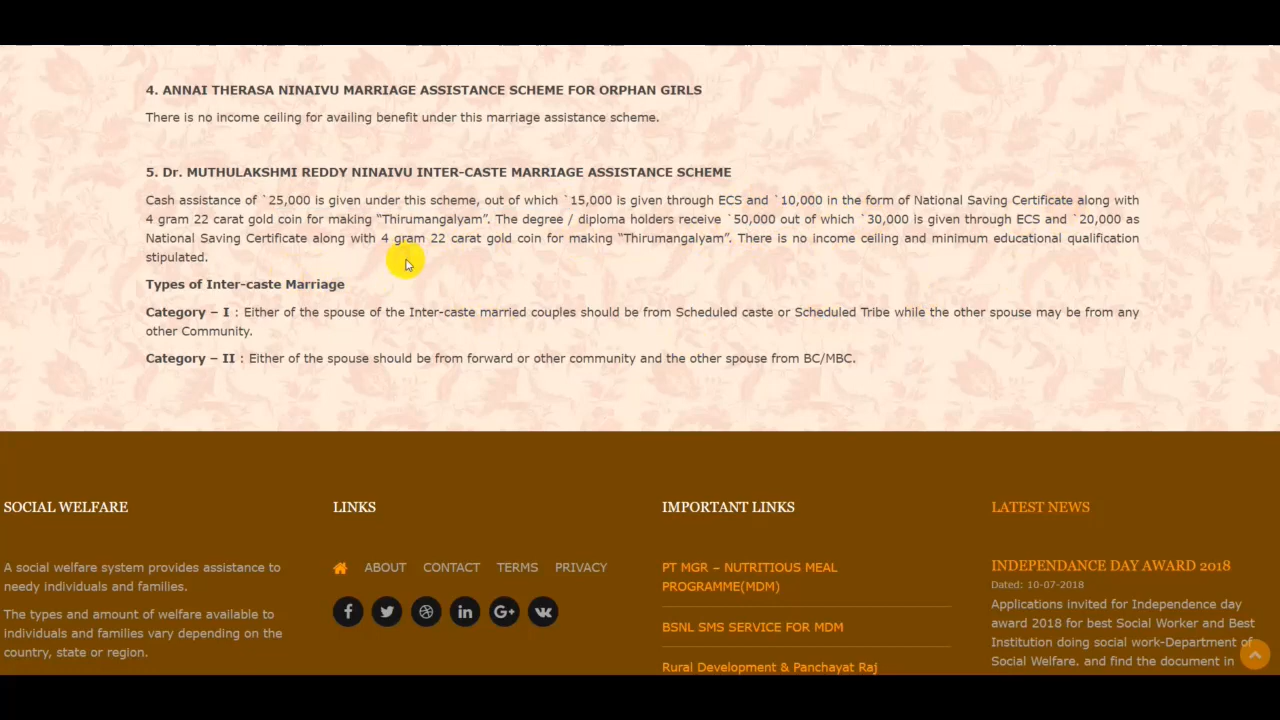 4. ANNAI THERASA NINAIVU MARRIAGE ASSISTANCE SCHEME FOR ORPHAN GIRLS
There is no income ceiling for availing benefit under this marriage assistance scheme.
5. Dr. MUTHULAKSHMI REDDY NINAIVU INTER-CASTE MARRIAGE ASSISTANCE SCHEME
Cash assistance of `25,000 is given under this scheme, out of which `15,000 is given through ECS and `10,000 in the form of National Saving Certificate along with
4 gram 22 carat gold coin for making “Thirumangalyam”. The degree / diploma holders receive `50,000 out of which `30,000 is given through ECS and `20,000 as
National Saving Certificate along with 4 gram 22 carat gold coin for making “Thirumangalyam”. There is no income ceiling and minimum educational qualification
stipulated.
Types of Inter-caste Marriage
Category – I : Either of the spouse of the Inter-caste married couples should be from Scheduled caste or Scheduled Tribe while the other spouse may be from any
other Community.
Category – II : Either of the spouse should be from forward or other community and the other spouse from BC/MBC.
SOCIAL WELFARE
A social welfare system provides assistance to
needy individuals and families.
The types and amount of welfare available to
individuals and families vary depending on the
country, state or region.
LINKS
ABOUT CONTACT TERMS PRIVACY
IMPORTANT LINKS
PT MGR – NUTRITIOUS MEAL
PROGRAMME(MDM)
BSNL SMS SERVICE FOR MDM
Rural Development & Panchayat Raj
LATEST NEWS
INDEPENDANCE DAY AWARD 2018
Dated: 10-07-2018
Applications invited for Independence day
award 2018 for best Social Worker and Best
Institution doing social work-Department of
Social Welfare. and find the document in